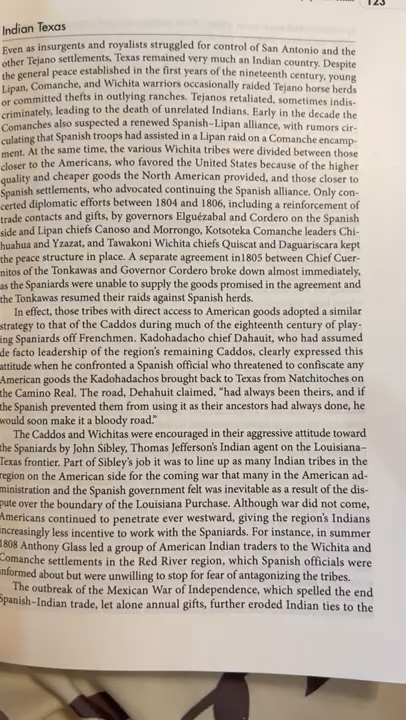 123
Indian Texas
Even as insurgents and royalists struggled for control of San Antonio and the
other Tejano settlements, Texas remained very much an Indian country. Despite
the general peace established in the first years of the nineteenth century, young
Lipan, Comanche, and Wichita warriors occasionally raided Tejano horse herds
or committed thefts in outlying ranches. Tejanos retaliated, sometimes indis-
criminately, leading to the death of unrelated Indians. Early in the decade the
Comanches also suspected a renewed Spanish–Lipan alliance, with rumors cir-
culating that Spanish troops had assisted in a Lipan raid on a Comanche encamp-
ment. At the same time, the various Wichita tribes were divided between those
closer to the Americans, who favored the United States because of the higher
quality and cheaper goods the North American provided, and those closer to
Spanish settlements, who advocated continuing the Spanish alliance. Only con-
certed diplomatic efforts between 1804 and 1806, including a reinforcement of
trade contacts and gifts, by governors Elguézabal and Cordero on the Spanish
side and Lipan chiefs Canoso and Morrongo, Kotsoteka Comanche leaders Chi-
huahua and Yzazat, and Tawakoni Wichita chiefs Quiscat and Daguariscara kept
the peace structure in place. A separate agreement in1805 between Chief Cuer-
nitos of the Tonkawas and Governor Cordero broke down almost immediately,
as the Spaniards were unable to supply the goods promised in the agreement and
the Tonkawas resumed their raids against Spanish herds.
In effect, those tribes with direct access to American goods adopted a similar
strategy to that of the Caddos during much of the eighteenth century of play-
ing Spaniards off Frenchmen. Kadohadacho chief Dahauit, who had assumed
de facto leadership of the region's remaining Caddos, clearly expressed this
attitude when he confronted a Spanish official who threatened to confiscate any
American goods the Kadohadachos brought back to Texas from Natchitoches on
the Camino Real. The road, Dehahuit claimed, "had always been theirs, and if
the Spanish prevented them from using it as their ancestors had always done, he
would soon make it a bloody road."
The Caddos and Wichitas were encouraged in their aggressive attitude toward
the Spaniards by John Sibley, Thomas Jefferson's Indian agent on the Louisiana–
Texas frontier. Part of Sibley's job it was to line up as many Indian tribes in the
region on the American side for the coming war that many in the American ad-
ministration and the Spanish government felt was inevitable as a result of the dis-
pute over the boundary of the Louisiana Purchase. Although war did not come,
Americans continued to penetrate ever westward, giving the region's Indians
increasingly less incentive to work with the Spaniards. For instance, in summer
1808 Anthony Glass led a group of American Indian traders to the Wichita and
Comanche settlements in the Red River region, which Spanish officials were
informed about but were unwilling to stop for fear of antagonizing the tribes.
The outbreak of the Mexican War of Independence, which spelled the end
Spanish–Indian trade, let alone annual gifts, further eroded Indian ties to the